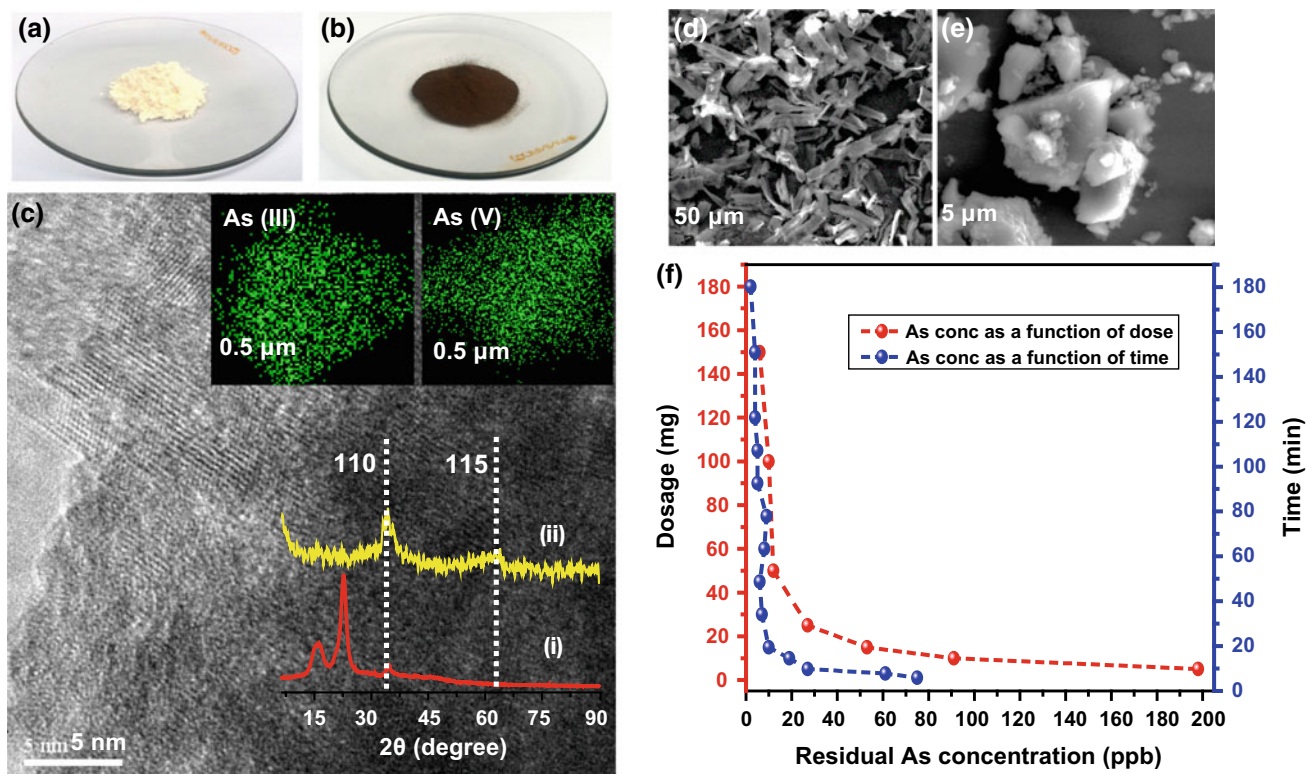 (a)
(b)
(c)
As (III)
0.5 µm
As (V)
0.5 µm
110
115
(ii)
(i)
15 30 45 60 75 90
2θ (degree)
5 nm 5 nm
(d)
50 µm
(e)
5 µm
(f)
As conc as a function of dose
As conc as a function of time
180
160
140
120
100
80
60
40
20
0
Dosage (mg)
180
160
140
120
100
80
60
40
20
0
Time (min)
0 20 40 60 80 100 120 140 160 180 200
Residual As concentration (ppb)